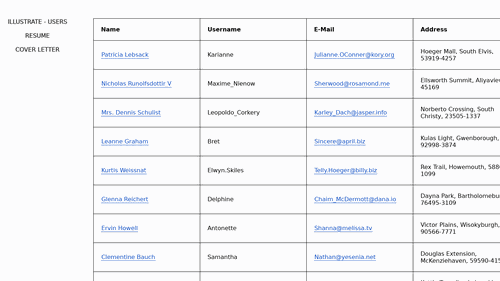 ILLUSTRATE - USERS
RESUME
COVER LETTER
Name Username E-Mail Address
Patricia Lebsack Karianne Julianne.OConner@kory.org Hoeger Mall, South Elvis,
53919-4257
Nicholas Runolfsdottir V Maxime_Nienow Sherwood@rosamond.me Ellsworth Summit, Aliyaview
45169
Mrs. Dennis Schulist Leopoldo_Corkery Karley_Dach@jasper.info Norberto Crossing, South
Christy, 23505-1337
Leanne Graham Bret Sincere@april.biz Kulas Light, Gwenborough,
92998-3874
Kurtis Weissnat Elwyn.Skiles Telly.Hoeger@billy.biz Rex Trail, Howemouth, 588
1099
Glenna Reichert Delphine Chaim_McDermott@dana.io Dayna Park, Bartholomebu
76495-3109
Ervin Howell Antonette Shanna@melissa.tv Victor Plains, Wisokyburgh,
90566-7771
Clementine Bauch Samantha Nathan@yesenia.net Douglas Extension,
McKenziehaven, 59590-415